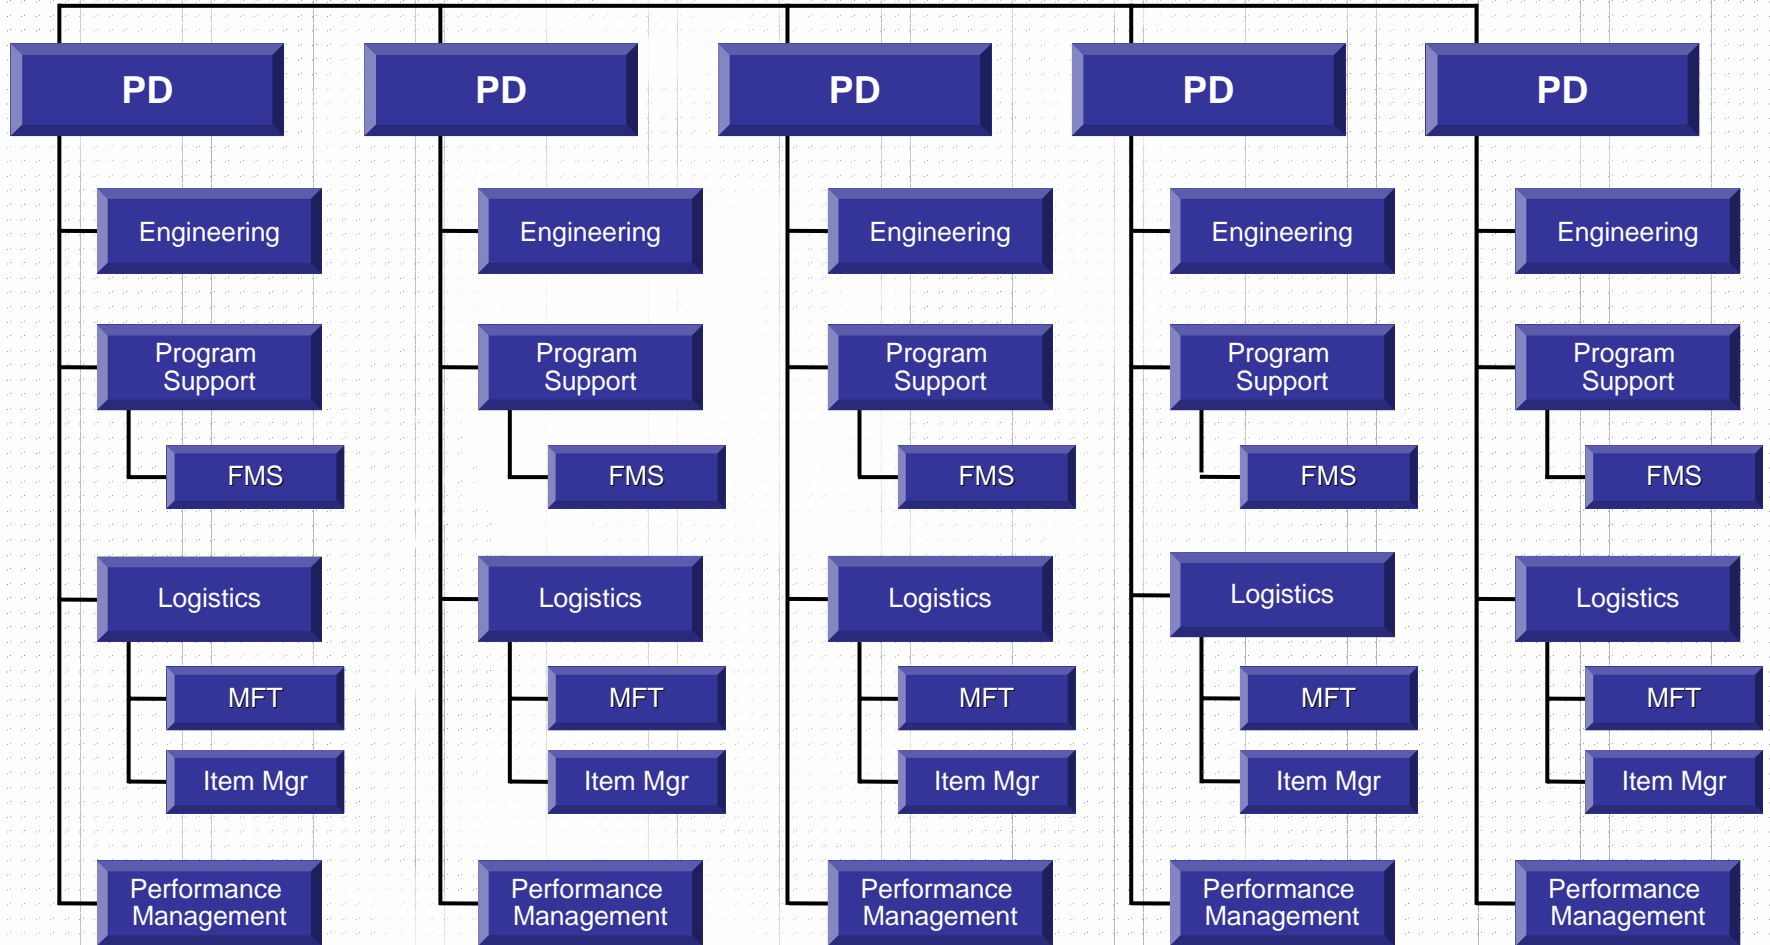 PD
PD
PD
PD
PD
Engineering
Engineering
Engineering
Engineering
Engineering
Program
Support
Program
Support
Program
Support
Program
Support
Program
Support
FMS
FMS
FMS
FMS
FMS
Logistics
Logistics
Logistics
Logistics
Logistics
MFT
MFT
MFT
MFT
MFT
Item Mgr
Item Mgr
Item Mgr
Item Mgr
Item Mgr
Performance
Management
Performance
Management
Performance
Management
Performance
Management
Performance
Management